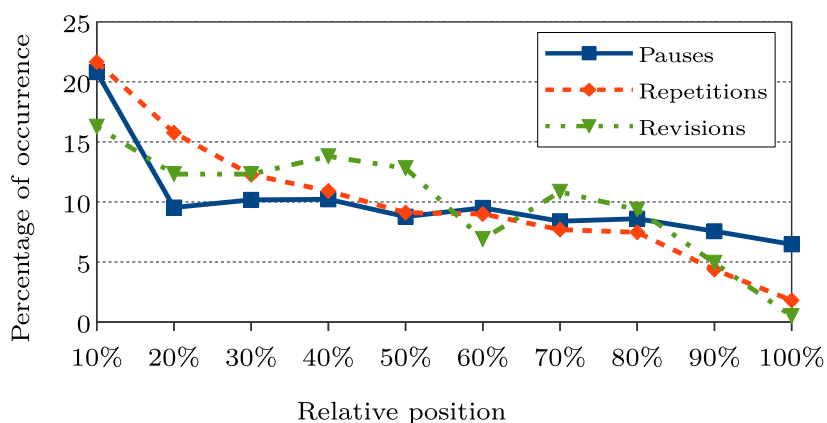 Percentage of occurrence
25
20
15
10
5
0
Pauses
Repetitions
Revisions
10% 20% 30% 40% 50% 60% 70% 80% 90% 100%
Relative position